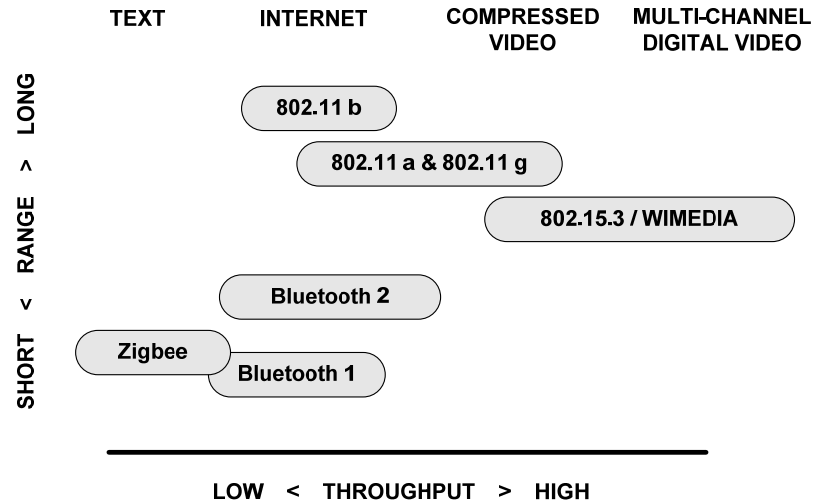 TEXT
INTERNET
COMPRESSED
VIDEO
MULTI-CHANNEL
DIGITAL VIDEO
SHORT < RANGE > LONG
802.11 b
802.11 a & 802.11 g
802.15.3 / WIMEDIA
Bluetooth 2
Zigbee
Bluetooth 1
LOW < THROUGHPUT > HIGH